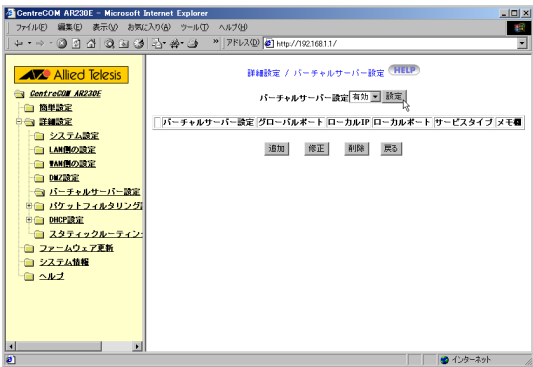 CentreCOM AR230E - Microsoft Internet Explorer
ファイル(F) 編集(E) 表示(V) お気に入り(A) ツール(T) ヘルプ(H)
アドレス(D) http://192.168.1.1/
Allied Telesis
CentreCOM AR230E
簡単設定
詳細設定
システム設定
LAN側の設定
WAN側の設定
DMZ設定
バーチャルサーバー設定
パケットフィルタリング
DHCP設定
スタティックルーティン
ファームウェア更新
システム情報
ヘルプ
詳細設定 / バーチャルサーバー設定 HELP
バーチャルサーバー設定 有効 設定
バーチャルサーバー設定 グローバルポート ローカルIP ローカルポート サービスタイプ メモ欄
追加 修正 削除 戻る
インターネット